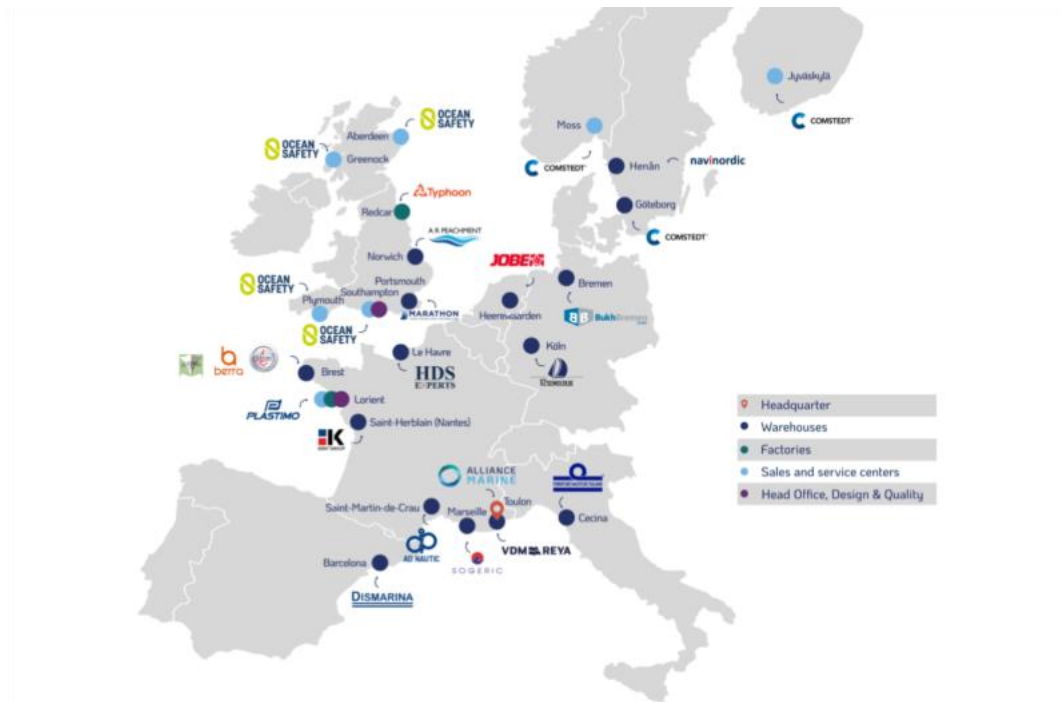 Jyväskylä
COMSTEDT
OCEAN
SAFETY
Aberdeen
OCEAN
SAFETY
Greenock
Moss
COMSTEDT
Henån
navinordic
Göteborg
COMSTEDT
Typhoon
Redcar
A R PEACHMENT
Norwich
JOBE
Portsmouth
Southampton
OCEAN
SAFETY
Plymouth
MARATHON
OCEAN
SAFETY
Bremen
BukhBremen
Heerewaarden
Köln
Le Havre
HDS
EXPERTS
berra
Brest
PLASTIMO
Lorient
K
Saint-Herblain (Nantes)
Headquarter
Warehouses
Factories
Sales and service centers
Head Office, Design & Quality
ALLIANCE
MARINE
Toulon
Saint-Martin-de-Crau
Marseille
Cecina
AD NAUTIC
VDM REYA
SOGERIC
Barcelona
DISMARINA